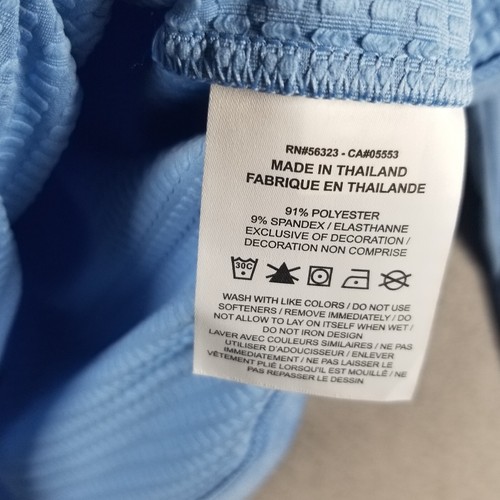 RN#56323 - CA#05553
MADE IN THAILAND
FABRIQUE EN THAILANDE
91% POLYESTER
9% SPANDEX / ELASTHANNE
EXCLUSIVE OF DECORATION /
DECORATION NON COMPRISE
30C
WASH WITH LIKE COLORS / DO NOT USE
SOFTENERS / REMOVE IMMEDIATELY / DO
NOT ALLOW TO LAY ON ITSELF WHEN WET /
DO NOT IRON DESIGN
LAVER AVEC COULEURS SIMILAIRES / NE PAS
UTILISER D'ADOUCISSEUR / ENLEVER
IMMEDIATEMENT / NE PAS LAISSER LE
VÊTEMENT PLIÉ LORSQU'IL EST MOUILLÉ / NE
PAS REPASSER LE DESSIN